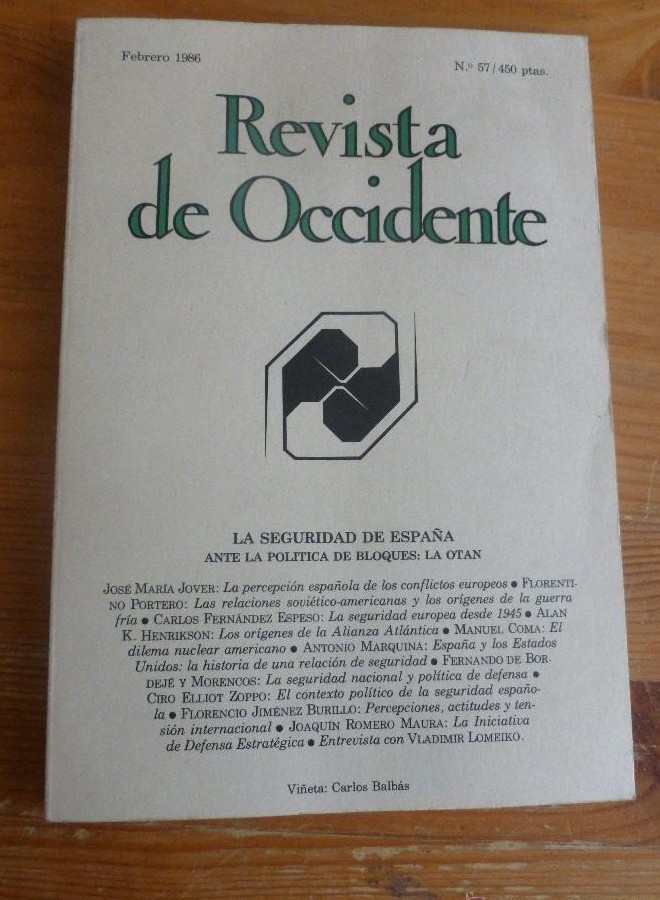 Febrero 1986
N.º 57/450 ptas.
Revista
de Occidente
LA SEGURIDAD DE ESPAÑA
ANTE LA POLITICA DE BLOQUES: LA OTAN
JOSÉ MARÍA JOVER: La percepción española de los conflictos europeos ● FLORENTI-
NO PORTERO: Las relaciones soviético-americanas y los orígenes de la guerra
fría ● CARLOS FERNÁNDEZ ESPESO: La seguridad europea desde 1945 ● ALAN
K. HENRIKSON: Los orígenes de la Alianza Atlántica ● MANUEL COMA: El
dilema nuclear americano ● ANTONIO MARQUINA: España y los Estados
Unidos: la historia de una relación de seguridad ● FERNANDO DE BOR-
DEJÉ Y MORENCOS: La seguridad nacional y política de defensa ●
CIRO ELLIOT ZOPPO: El contexto político de la seguridad españo-
la ● FLORENCIO JIMÉNEZ BURILLO: Percepciones, actitudes y ten-
sión internacional ● JOAQUÍN ROMERO MAURA: La Iniciativa
de Defensa Estratégica ● Entrevista con VLADIMIR LOMEIKO.
Viñeta: Carlos Balbás